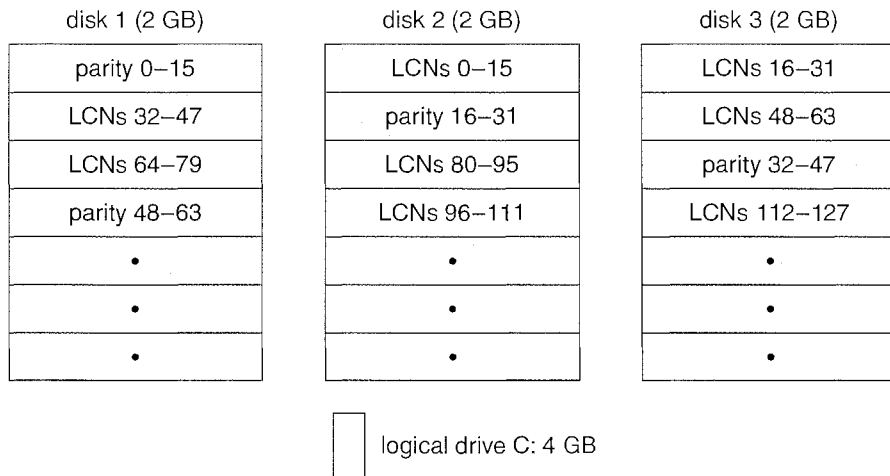 disk 1 (2 GB) disk 2 (2 GB) disk 3 (2 GB)
parity 0–15 LCNs 0–15 LCNs 16–31
LCNs 32–47 parity 16–31 LCNs 48–63
LCNs 64–79 LCNs 80–95 parity 32–47
parity 48–63 LCNs 96–111 LCNs 112–127
logical drive C: 4 GB